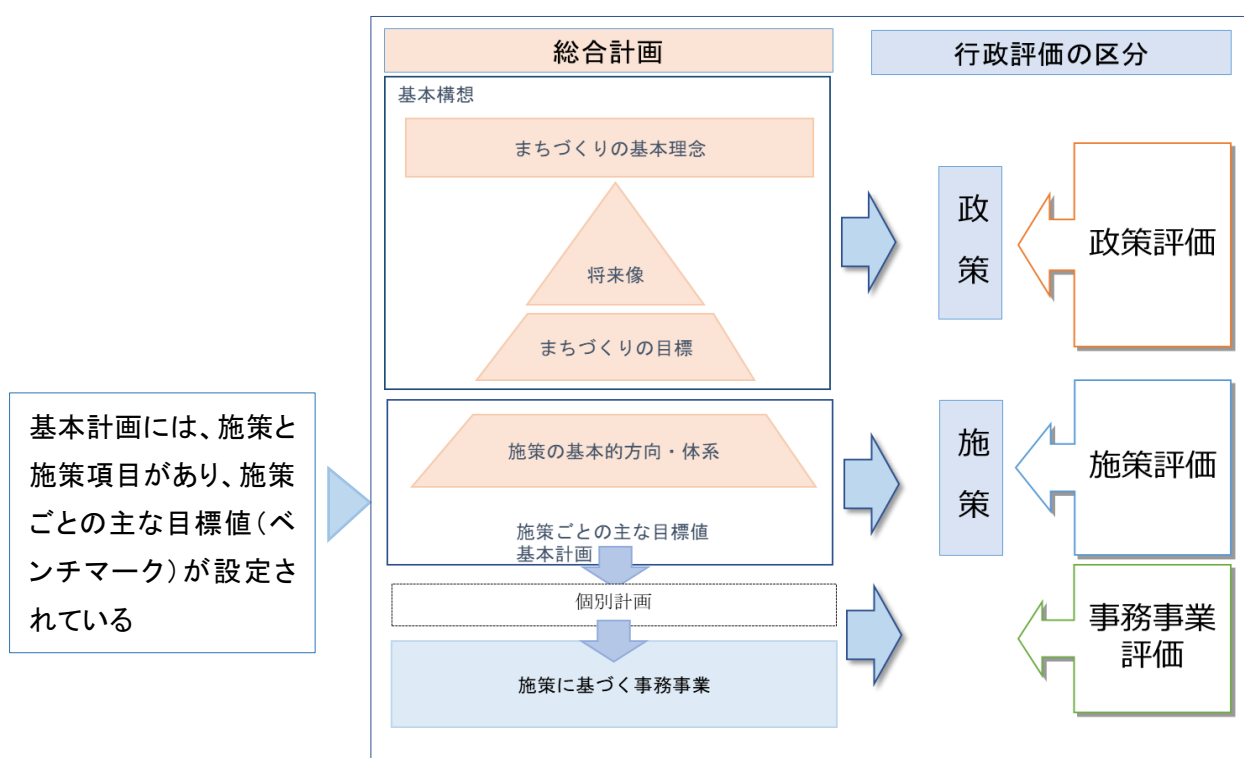 総合計画
行政評価の区分
基本構想
まちづくりの基本理念
将来像
まちづくりの目標
政
策
政策評価
基本計画には、施策と
施策項目があり、施策
ごとの主な目標値(ベ
ンチマーク)が設定さ
れている
施策の基本的方向・体系
施策ごとの主な目標値
基本計画
施
策
施策評価
個別計画
施策に基づく事務事業
事務事業
評価